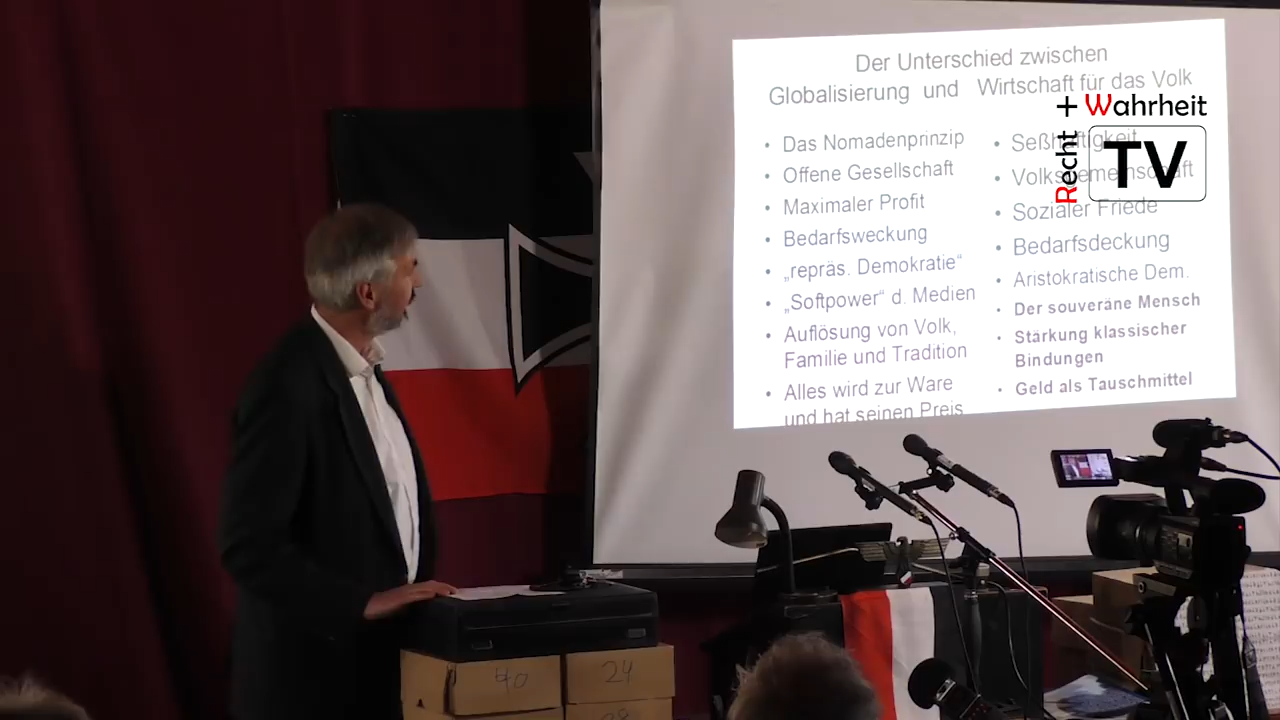 Der Unterschied zwischen
Globalisierung und Wirtschaft für das Volk
• Das Nomadenprinzip
• Offene Gesellschaft
• Maximaler Profit
• Bedarfsweckung
• „repräs. Demokratie“
• „Softpower“ d. Medien
• Auflösung von Volk,
Familie und Tradition
• Alles wird zur Ware
und hat seinen Preis
• Seßhaftigkeit
• Volksgemeinschaft
• Sozialer Friede
• Bedarfsdeckung
• Aristokratische Dem.
• Der souveräne Mensch
• Stärkung klassischer
Bindungen
• Geld als Tauschmittel
Recht + Wahrheit
TV
40
24